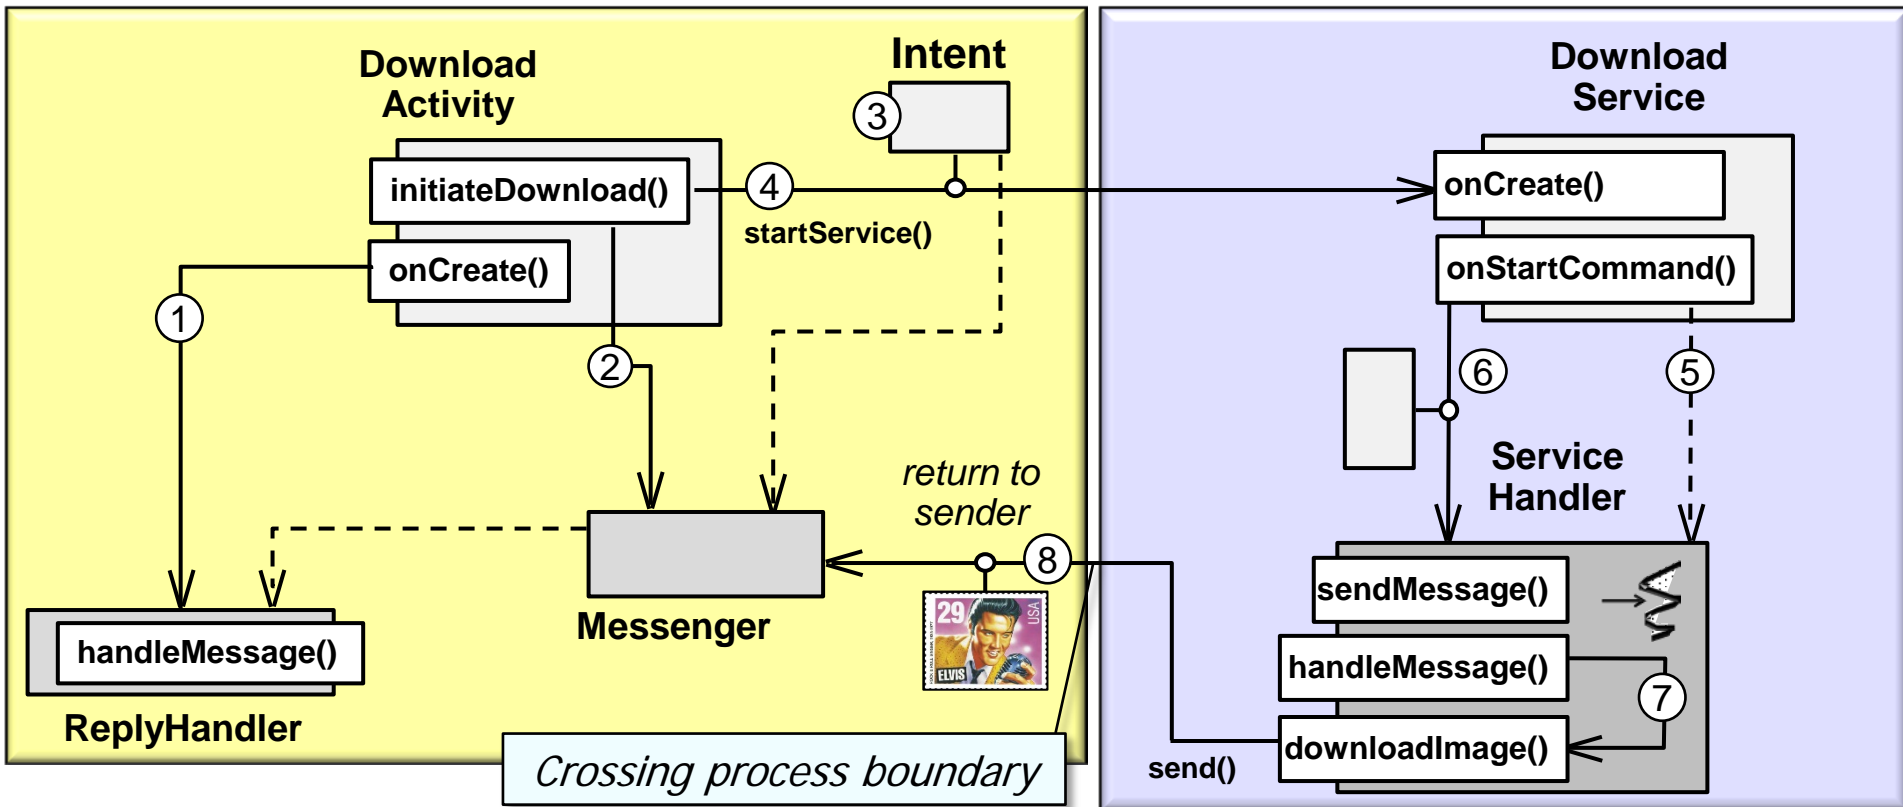 Download
Activity
Intent
3
initiateDownload()
4
startService()
onCreate()
1
2
return to
sender
8
Messenger
29
USA
ELVIS
handleMessage()
ReplyHandler
Crossing process boundary
Download
Service
onCreate()
onStartCommand()
6
5
Service
Handler
sendMessage()
handleMessage()
7
downloadImage()
send()